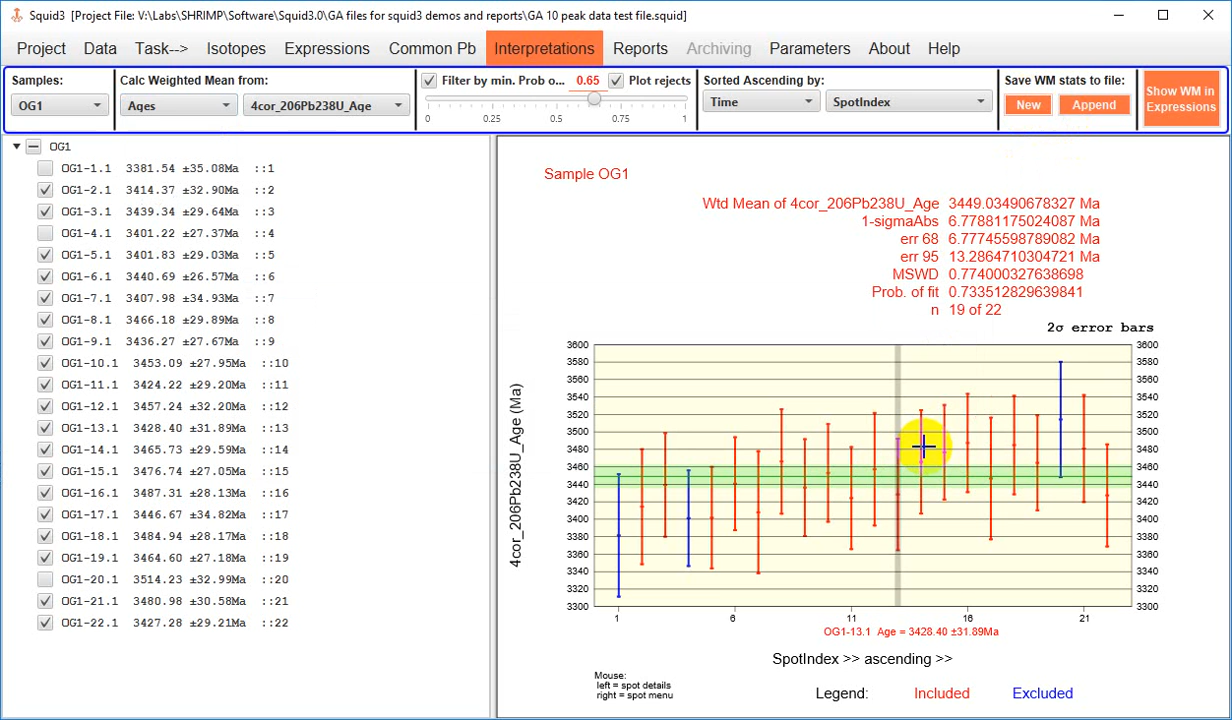 Squid3 [Project File: V:\Labs\SHRIMP\Software\Squid3.0\GA files for squid3 demos and reports\GA 10 peak data test file.squid]
Project Data Task--> Isotopes Expressions Common Pb Interpretations Reports Archiving Parameters About Help
Samples: Calc Weighted Mean from: Filter by min. Prob o... 0.65 Plot rejects Sorted Ascending by: Save WM stats to file: Show WM in
OG1 Ages 4cor_206Pb238U_Age Time SpotIndex New Append Expressions
0 0.25 0.5 0.75 1
OG1
OG1-1.1 3381.54 ±35.08Ma ::1
OG1-2.1 3414.37 ±32.90Ma ::2
OG1-3.1 3439.34 ±29.64Ma ::3
OG1-4.1 3401.22 ±27.37Ma ::4
OG1-5.1 3401.83 ±29.03Ma ::5
OG1-6.1 3440.69 ±26.57Ma ::6
OG1-7.1 3407.98 ±34.93Ma ::7
OG1-8.1 3466.18 ±29.89Ma ::8
OG1-9.1 3436.27 ±27.67Ma ::9
OG1-10.1 3453.09 ±27.95Ma ::10
OG1-11.1 3424.22 ±29.20Ma ::11
OG1-12.1 3457.24 ±32.20Ma ::12
OG1-13.1 3428.40 ±31.89Ma ::13
OG1-14.1 3465.73 ±29.59Ma ::14
OG1-15.1 3476.74 ±27.05Ma ::15
OG1-16.1 3487.31 ±28.13Ma ::16
OG1-17.1 3446.67 ±34.82Ma ::17
OG1-18.1 3484.94 ±28.17Ma ::18
OG1-19.1 3464.60 ±27.18Ma ::19
OG1-20.1 3514.23 ±32.99Ma ::20
OG1-21.1 3480.98 ±30.58Ma ::21
OG1-22.1 3427.28 ±29.21Ma ::22
Sample OG1
Wtd Mean of 4cor_206Pb238U_Age 3449.03490678327 Ma
1-sigmaAbs 6.77881175024087 Ma
err 68 6.77745598789082 Ma
err 95 13.2864710304721 Ma
MSWD 0.774000327638698
Prob. of fit 0.733512829639841
n 19 of 22
2σ error bars
4cor_206Pb238U_Age (Ma)
3600 3600
3580 3580
3560 3560
3540 3540
3520 3520
3500 3500
3480 3480
3460 3460
3440 3440
3420 3420
3400 3400
3380 3380
3360 3360
3340 3340
3320 3320
3300 3300
1 6 11 16 21
OG1-13.1 Age = 3428.40 ±31.89Ma
SpotIndex >> ascending >>
Mouse:
left = spot details
right = spot menu
Legend: Included Excluded